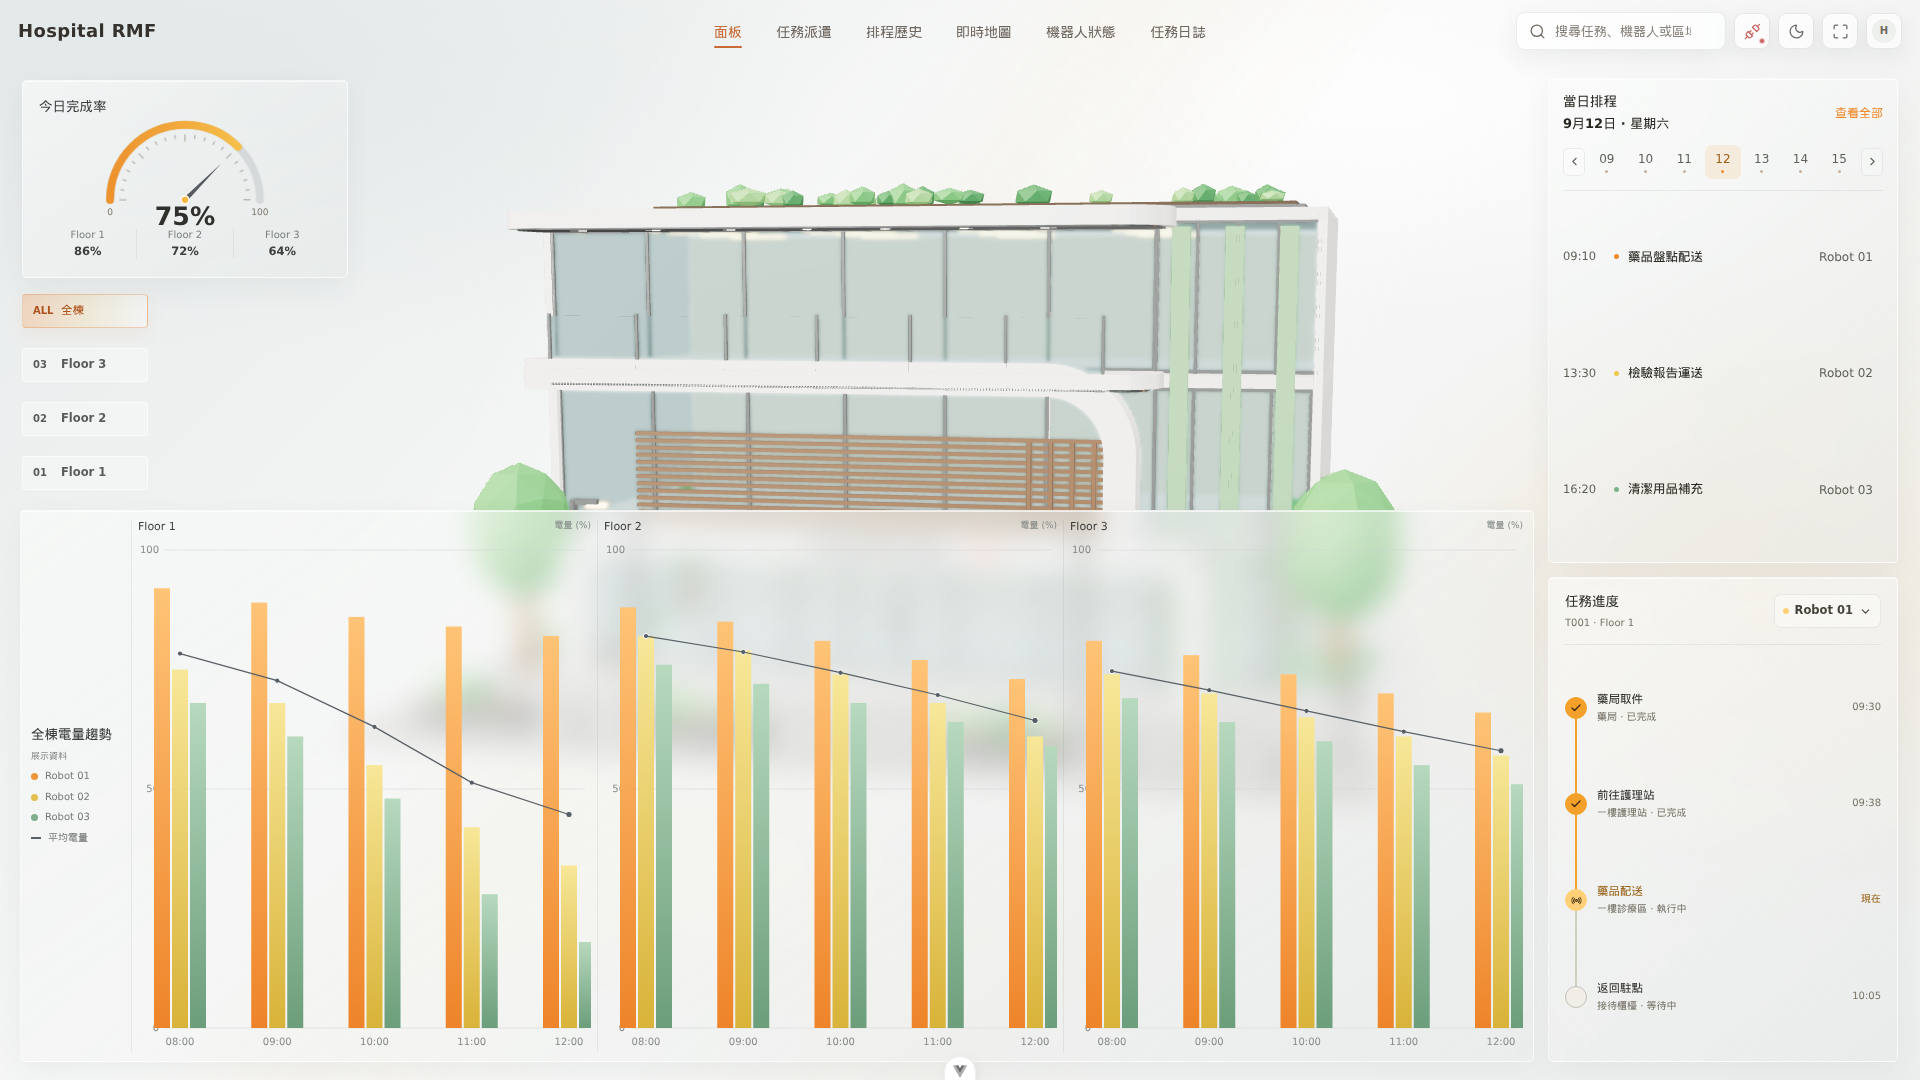 Hospital RMF
面板
任務派遣
排程歷史
即時地圖
機器人狀態
任務日誌
搜尋任務、機器人或區
H
今日完成率
0
75%
100
Floor 1
86%
Floor 2
72%
Floor 3
64%
ALL 全棟
03 Floor 3
02 Floor 2
01 Floor 1
全棟電量趨勢
展示資料
Robot 01
Robot 02
Robot 03
平均電量
Floor 1
電量 (%)
100
50
0
08:00
09:00
10:00
11:00
12:00
Floor 2
電量 (%)
100
50
0
08:00
09:00
10:00
11:00
12:00
Floor 3
電量 (%)
100
50
0
08:00
09:00
10:00
11:00
12:00
當日排程
9月12日・星期六
查看全部
09
10
11
12
13
14
15
09:10 藥品盤點配送 Robot 01
13:30 檢驗報告運送 Robot 02
16:20 清潔用品補充 Robot 03
任務進度
T001 · Floor 1
Robot 01
藥局取件
藥局 · 已完成
09:30
前往護理站
一樓護理站 · 已完成
09:38
藥品配送
一樓診療區 · 執行中
現在
返回駐點
接待櫃檯 · 等待中
10:05